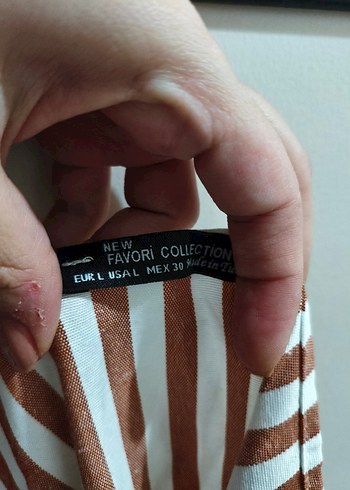 NEW
FAVORi COLLECTiON
EUR L USA L MEX 30 Made in